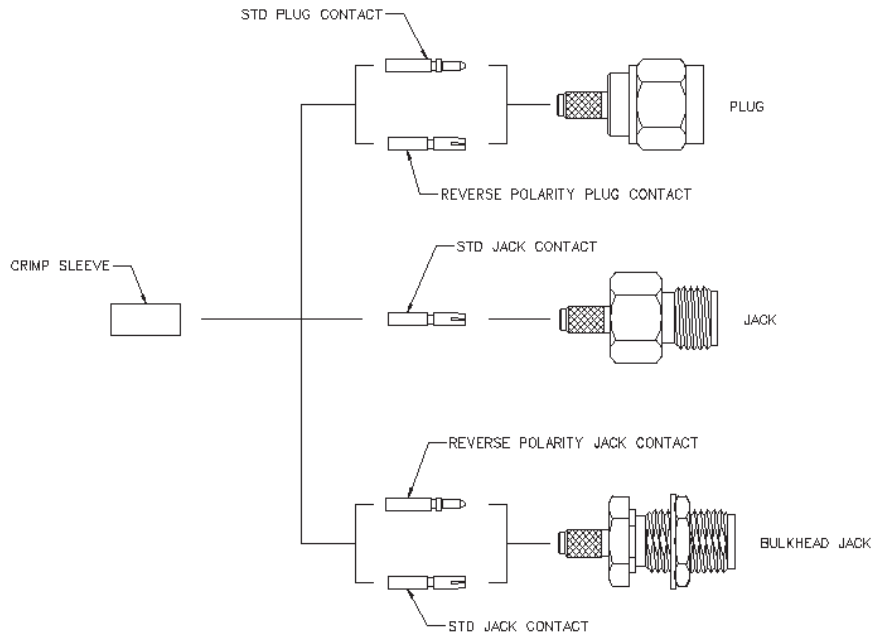 STD PLUG CONTACT
PLUG
REVERSE POLARITY PLUG CONTACT
STD JACK CONTACT
CRIMP SLEEVE
JACK
REVERSE POLARITY JACK CONTACT
BULKHEAD JACK
STD JACK CONTACT